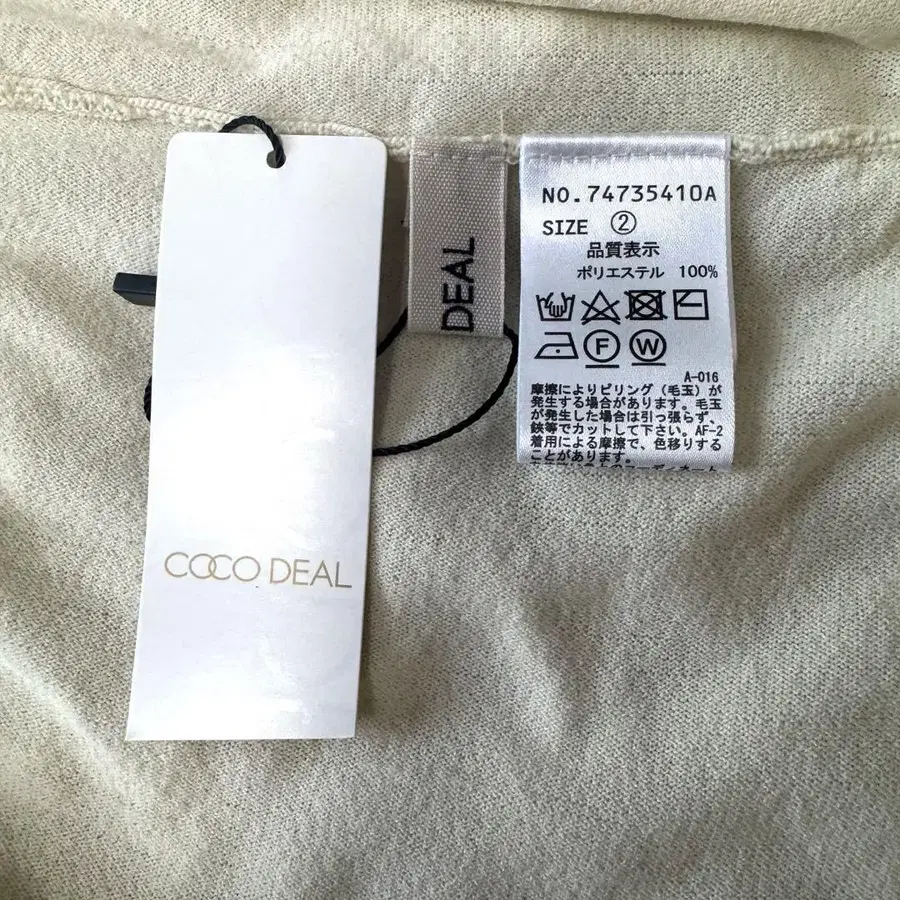 COCO DEAL
DEAL
NO.74735410A
SIZE ②
品質表示
ポリエステル 100%
F W
A-016
摩擦によりピリング(毛玉)が
発生する場合があります。毛玉
が発生した場合は引っ張らず、
鋏等でカットして下さい。AF-2
着用による摩擦で、色移りする
ことがあります。